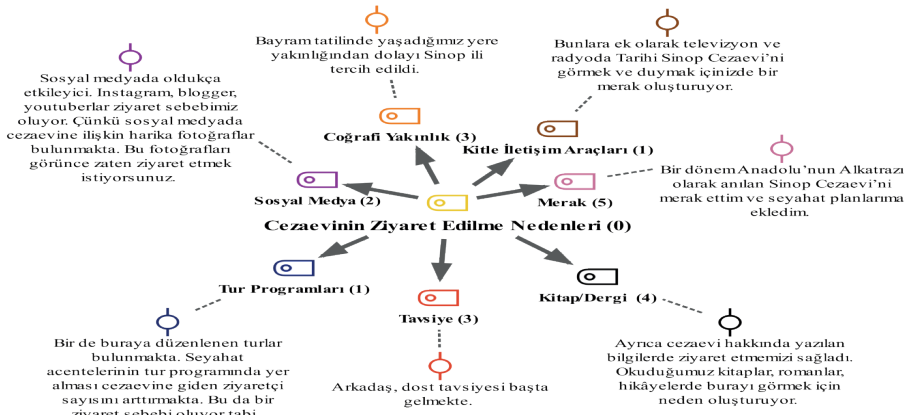 Bayram tatilinde yaşadığımız yere
yakınlığından dolayı Sinop ili
tercih edildi.
Bunlara ek olarak televizyon ve
radyoda Tarihi Sinop Cezaevi’ni
görmek ve duymak içinizde bir
merak oluşturuyor.
Sosyal medyada oldukça
etkileyici. Instagram, blogger,
youtuberlar ziyaret sebebimiz
oluyor. Çünkü sosyal medyada
cezaevine ilişkin harika fotoğraflar
bulunmakta. Bu fotoğrafları
görünce zaten ziyaret etmek
istiyorsunuz.
Coğrafi Yakınlık (3)
Kitle İletişim Araçları (1)
Bir dönem Anadolu’nun Alkatrazı
olarak anılan Sinop Cezaevi’ni
merak ettim ve seyahat planlarıma
ekledim.
Sosyal Medya (2)
Merak (5)
Cezaevinin Ziyaret Edilme Nedenleri (0)
Tur Programları (1)
Tavsiye (3)
Kitap/Dergi (4)
Bir de buraya düzenlenen turlar
bulunmakta. Seyahat
acentelerinin tur programında yer
alması cezaevine giden ziyaretçi
sayısını arttırmakta. Bu da bir
ziyaret sebebi oluyor tabi
Arkadaş, dost tavsiyesi başta
gelmekte.
Ayrıca cezaevi hakkında yazılan
bilgilerde ziyaret etmemizi sağladı.
Okuduğumuz kitaplar, romanlar,
hikâyelerde burayı görmek için
neden oluşturuyor.